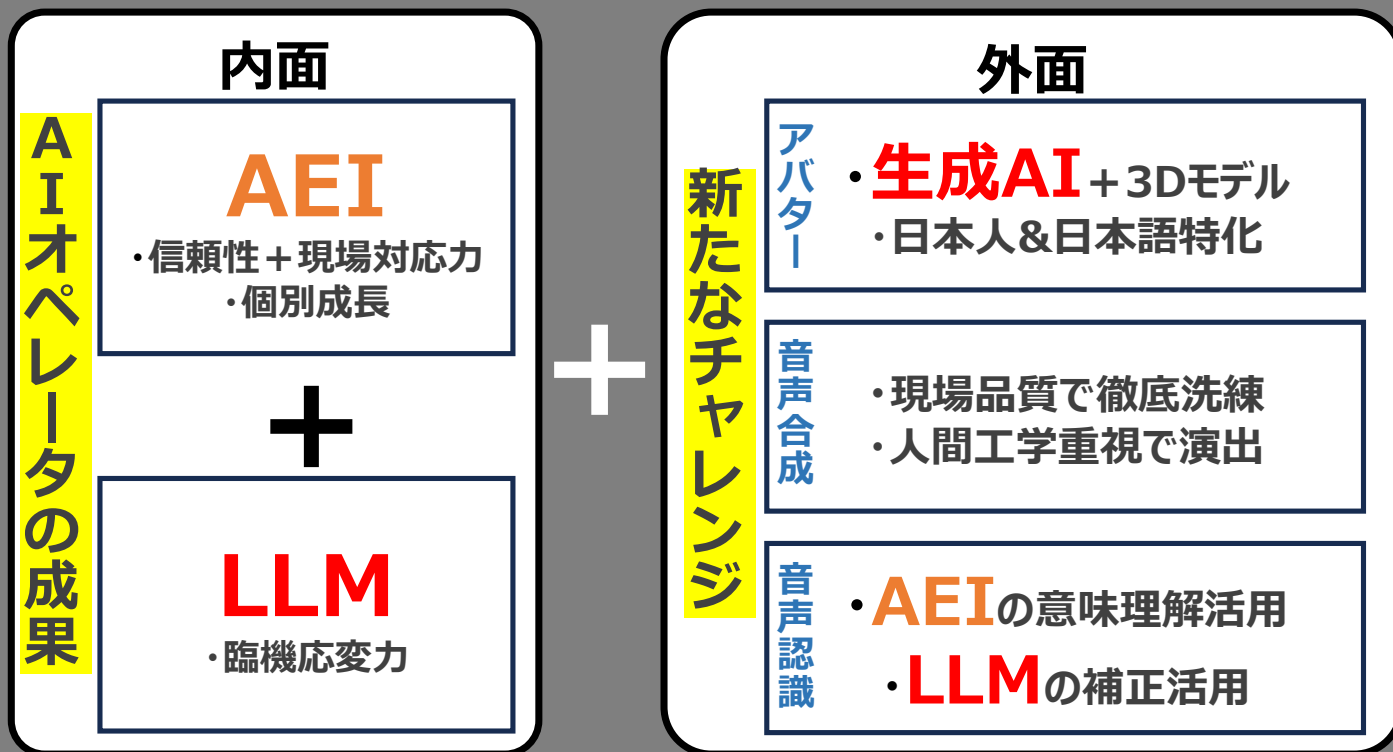 内面
AIオペレータの成果
AEI
・信頼性＋現場対応力
・個別成長
＋
LLM
・臨機応変力
＋
外面
新たなチャレンジ
アバター
・生成AI＋3Dモデル
・日本人&日本語特化
音声合成
・現場品質で徹底洗練
・人間工学重視で演出
音声認識
・AEIの意味理解活用
・LLMの補正活用